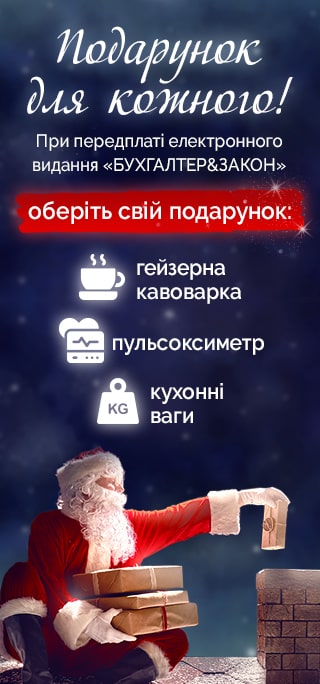 Подарунок
для кожного!
При передплаті електронного
видання «БУХГАЛТЕР&ЗАКОН»
оберіть свій подарунок:
гейзерна
кавоварка
пульсоксиметр
KG
кухонні
ваги